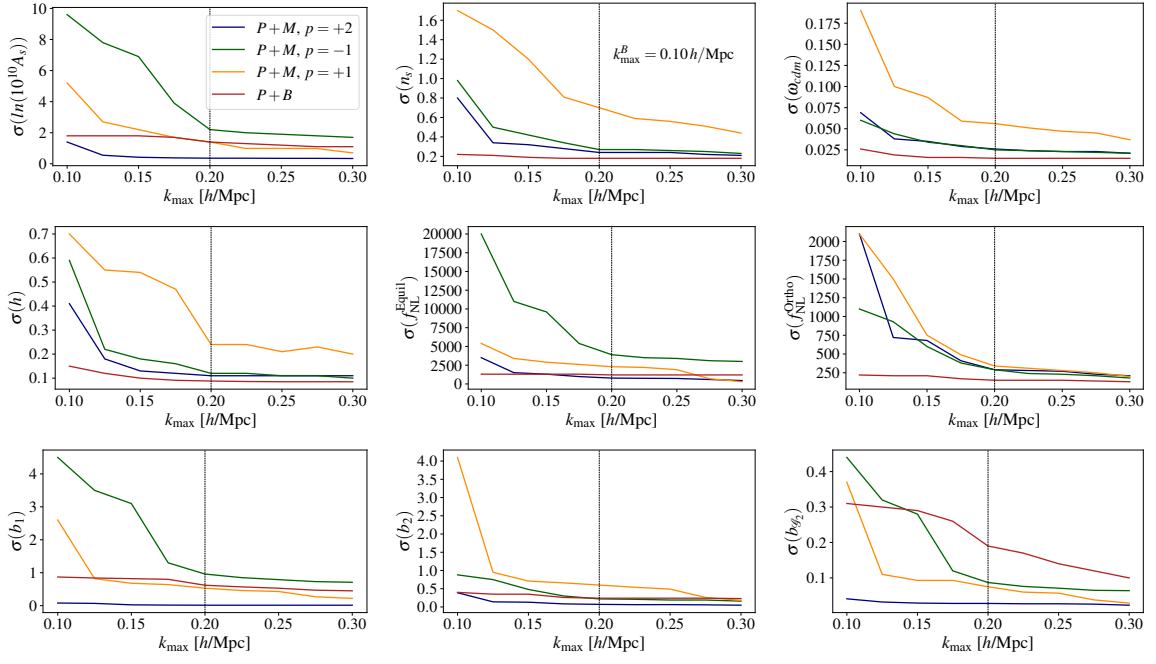 σ(ln(10¹⁰Aₛ))
10
8
6
4
2
0
P + M, p = +2
P + M, p = −1
P + M, p = +1
P + B
0.10 0.15 0.20 0.25 0.30
k_max [h/Mpc]
σ(nₛ)
1.6
1.4
1.2
1.0
0.8
0.6
0.4
0.2
k^B_max = 0.10 h/Mpc
0.10 0.15 0.20 0.25 0.30
k_max [h/Mpc]
σ(ω_cdm)
0.175
0.150
0.125
0.100
0.075
0.050
0.025
0.10 0.15 0.20 0.25 0.30
k_max [h/Mpc]
σ(h)
0.7
0.6
0.5
0.4
0.3
0.2
0.1
0.10 0.15 0.20 0.25 0.30
k_max [h/Mpc]
σ(f_NL^Equil)
20000
17500
15000
12500
10000
7500
5000
2500
0
0.10 0.15 0.20 0.25 0.30
k_max [h/Mpc]
σ(f_NL^Ortho)
2000
1750
1500
1250
1000
750
500
250
0.10 0.15 0.20 0.25 0.30
k_max [h/Mpc]
σ(b₁)
4
3
2
1
0
0.10 0.15 0.20 0.25 0.30
k_max [h/Mpc]
σ(b₂)
4.0
3.5
3.0
2.5
2.0
1.5
1.0
0.5
0.0
0.10 0.15 0.20 0.25 0.30
k_max [h/Mpc]
σ(b_𝒢₂)
0.4
0.3
0.2
0.1
0.10 0.15 0.20 0.25 0.30
k_max [h/Mpc]